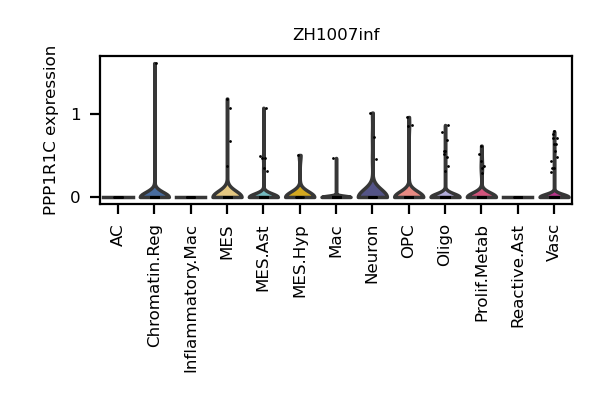 ZH1007inf
PPP1R1C expression
1
0
AC
Chromatin.Reg
Inflammatory.Mac
MES
MES.Ast
MES.Hyp
Mac
Neuron
OPC
Oligo
Prolif.Metab
Reactive.Ast
Vasc